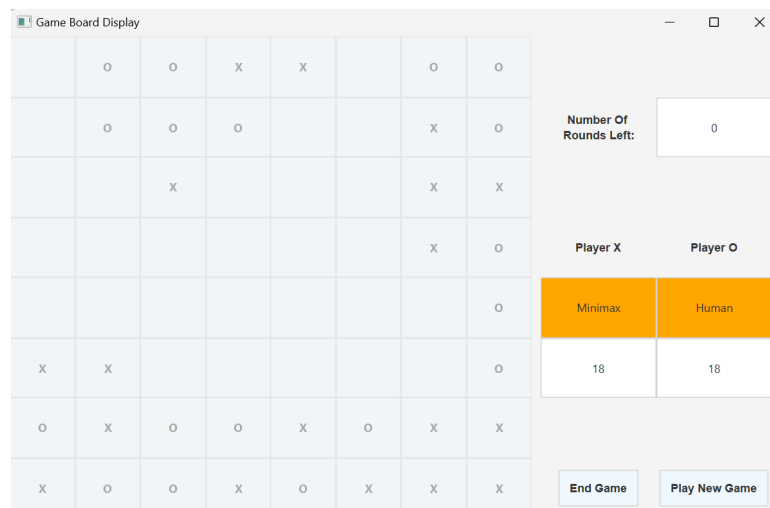 Game Board Display
O O X X O O
O O O X O
Number Of
Rounds Left:
0
X X X
X O
Player X Player O
O
Minimax Human
X X O
18 18
O X O O X O X X
X O O X O X X X
End Game Play New Game